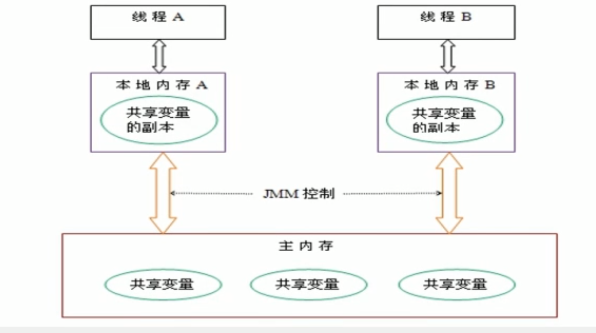 线程 A
线程 B
本地内存 A
本地内存 B
共享变量
的副本
共享变量
的副本
JMM 控制
主内存
共享变量
共享变量
共享变量